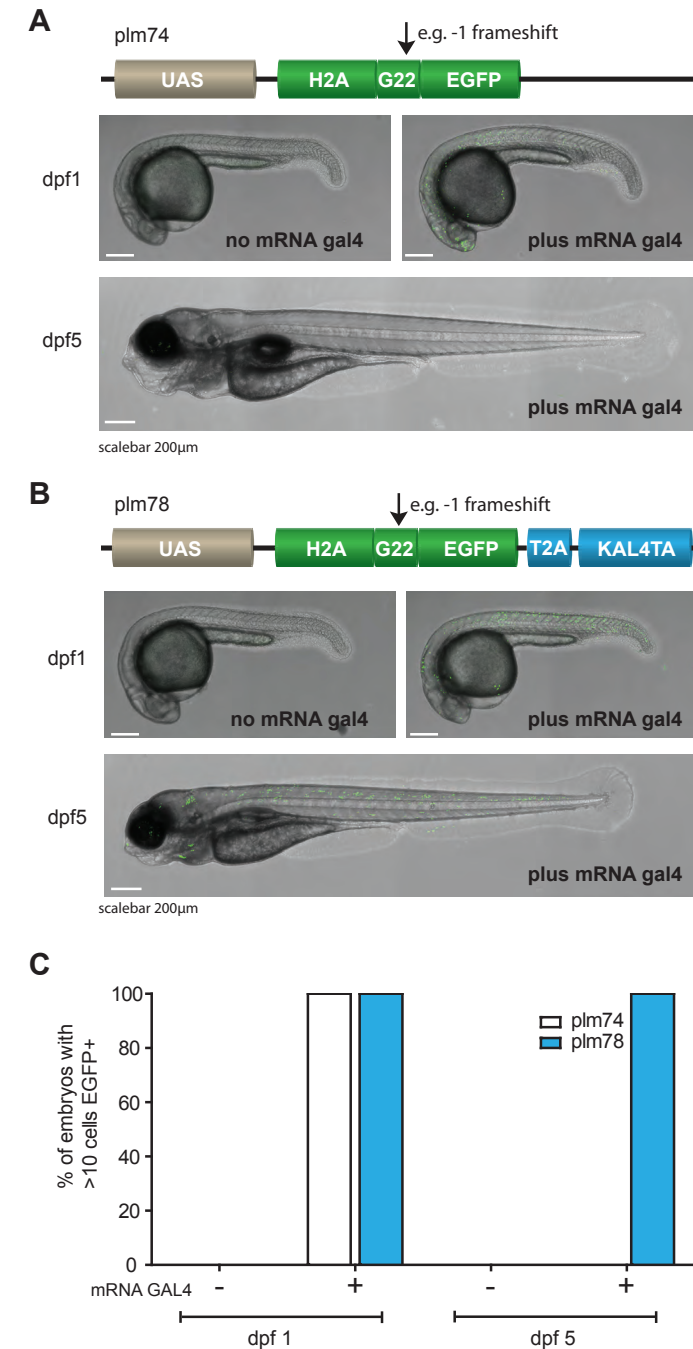 A
plm74
e.g. -1 frameshift
UAS
H2A
G22
EGFP
dpf1
no mRNA gal4
plus mRNA gal4
dpf5
plus mRNA gal4
scalebar 200μm
B
plm78
e.g. -1 frameshift
UAS
H2A
G22
EGFP
T2A
KAL4TA
dpf1
no mRNA gal4
plus mRNA gal4
dpf5
plus mRNA gal4
scalebar 200μm
C
% of embryos with
>10 cells EGFP+
100
80
60
40
20
0
plm74
plm78
mRNA GAL4
-
+
-
+
dpf 1
dpf 5